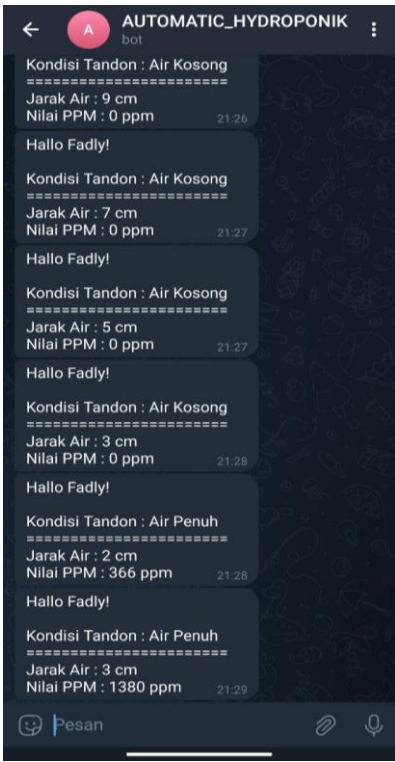 AUTOMATIC_HYDROPONIK
A
bot
Kondisi Tandon : Air Kosong
=======================
Jarak Air : 9 cm
Nilai PPM : 0 ppm
21:26
Hallo Fadly!
Kondisi Tandon : Air Kosong
=======================
Jarak Air : 7 cm
Nilai PPM : 0 ppm
21:27
Hallo Fadly!
Kondisi Tandon : Air Kosong
=======================
Jarak Air : 5 cm
Nilai PPM : 0 ppm
21:27
Hallo Fadly!
Kondisi Tandon : Air Kosong
=======================
Jarak Air : 3 cm
Nilai PPM : 0 ppm
21:28
Hallo Fadly!
Kondisi Tandon : Air Penuh
=======================
Jarak Air : 2 cm
Nilai PPM : 366 ppm
21:28
Hallo Fadly!
Kondisi Tandon : Air Penuh
=======================
Jarak Air : 3 cm
Nilai PPM : 1380 ppm
21:29
Pesan